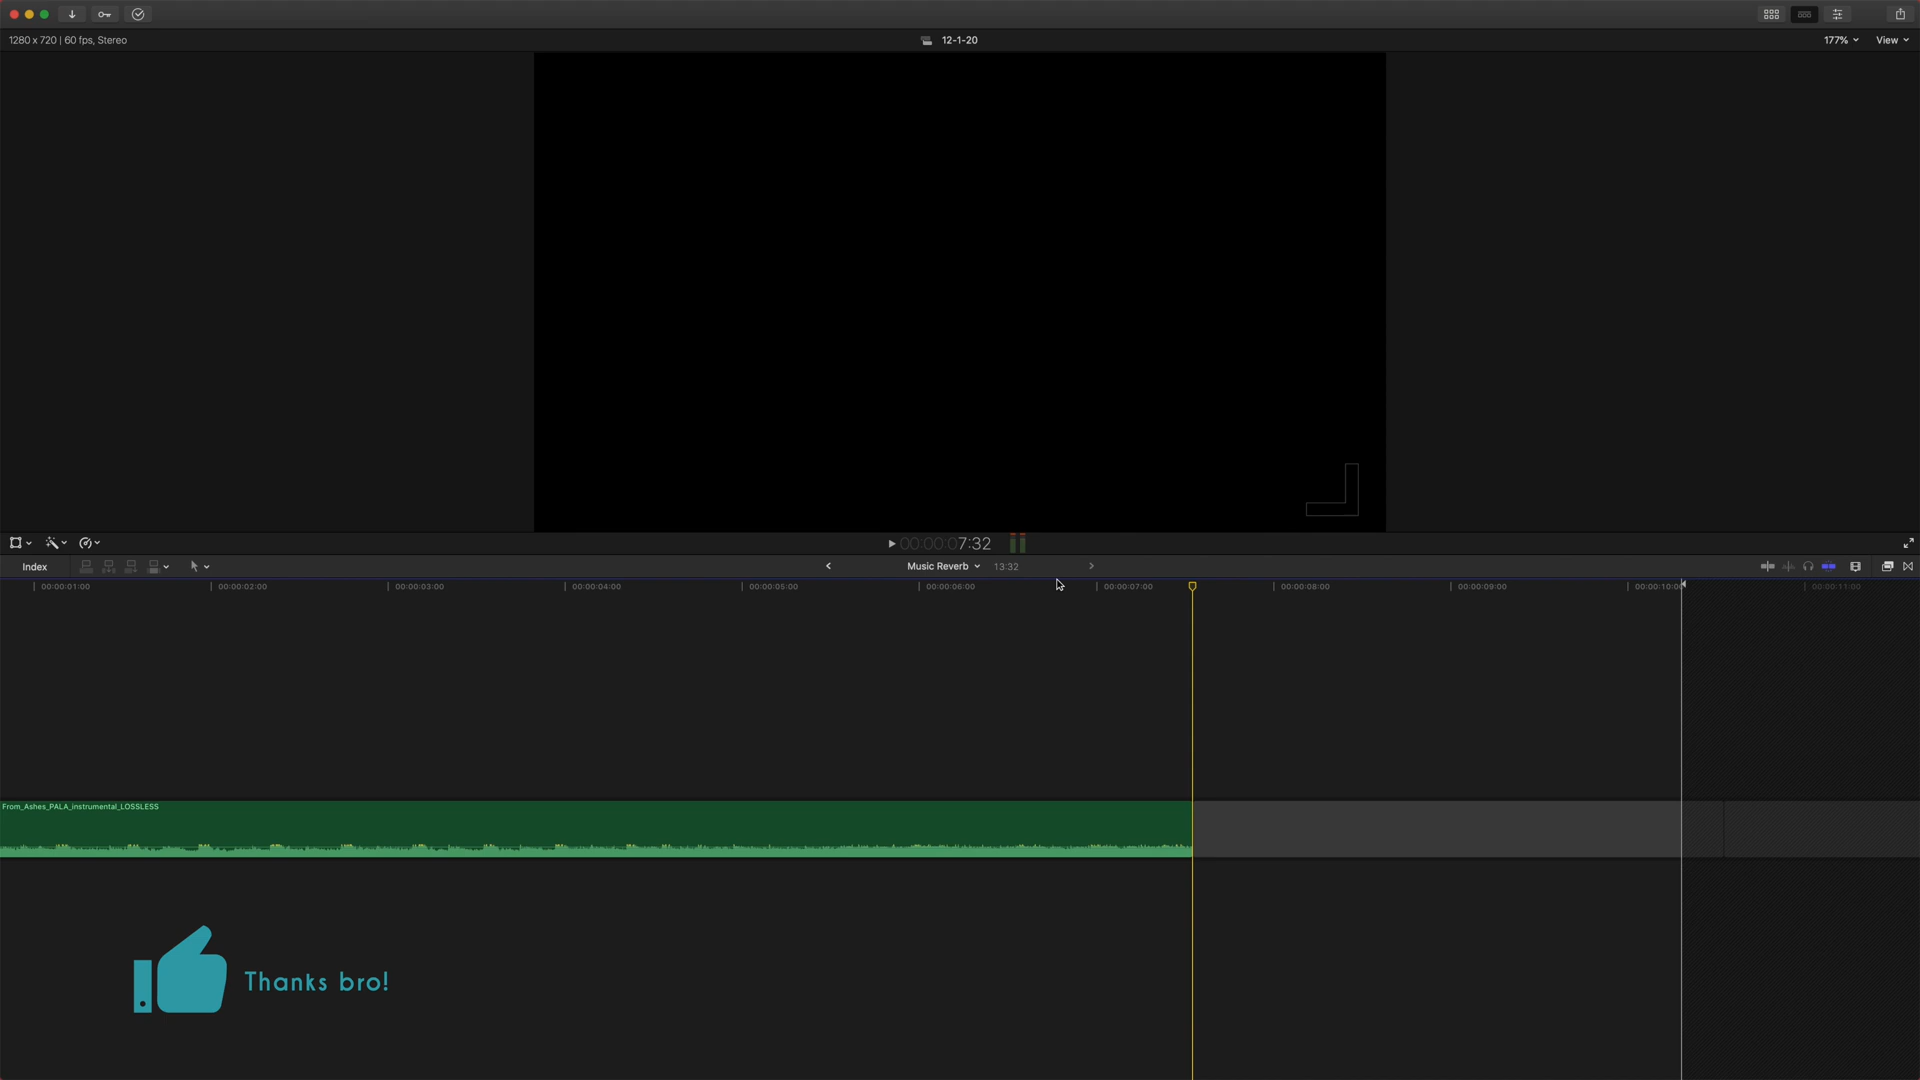 1280 x 720 | 60 fps, Stereo
12-1-20
177%
View
00:00:07:32
Index
Music Reverb
13:32
00:00:01:00
00:00:02:00
00:00:03:00
00:00:04:00
00:00:05:00
00:00:06:00
00:00:07:00
00:00:08:00
00:00:09:00
00:00:10:00
00:00:11:00
From_Ashes_PALA_instrumental_LOSSLESS
Thanks bro!